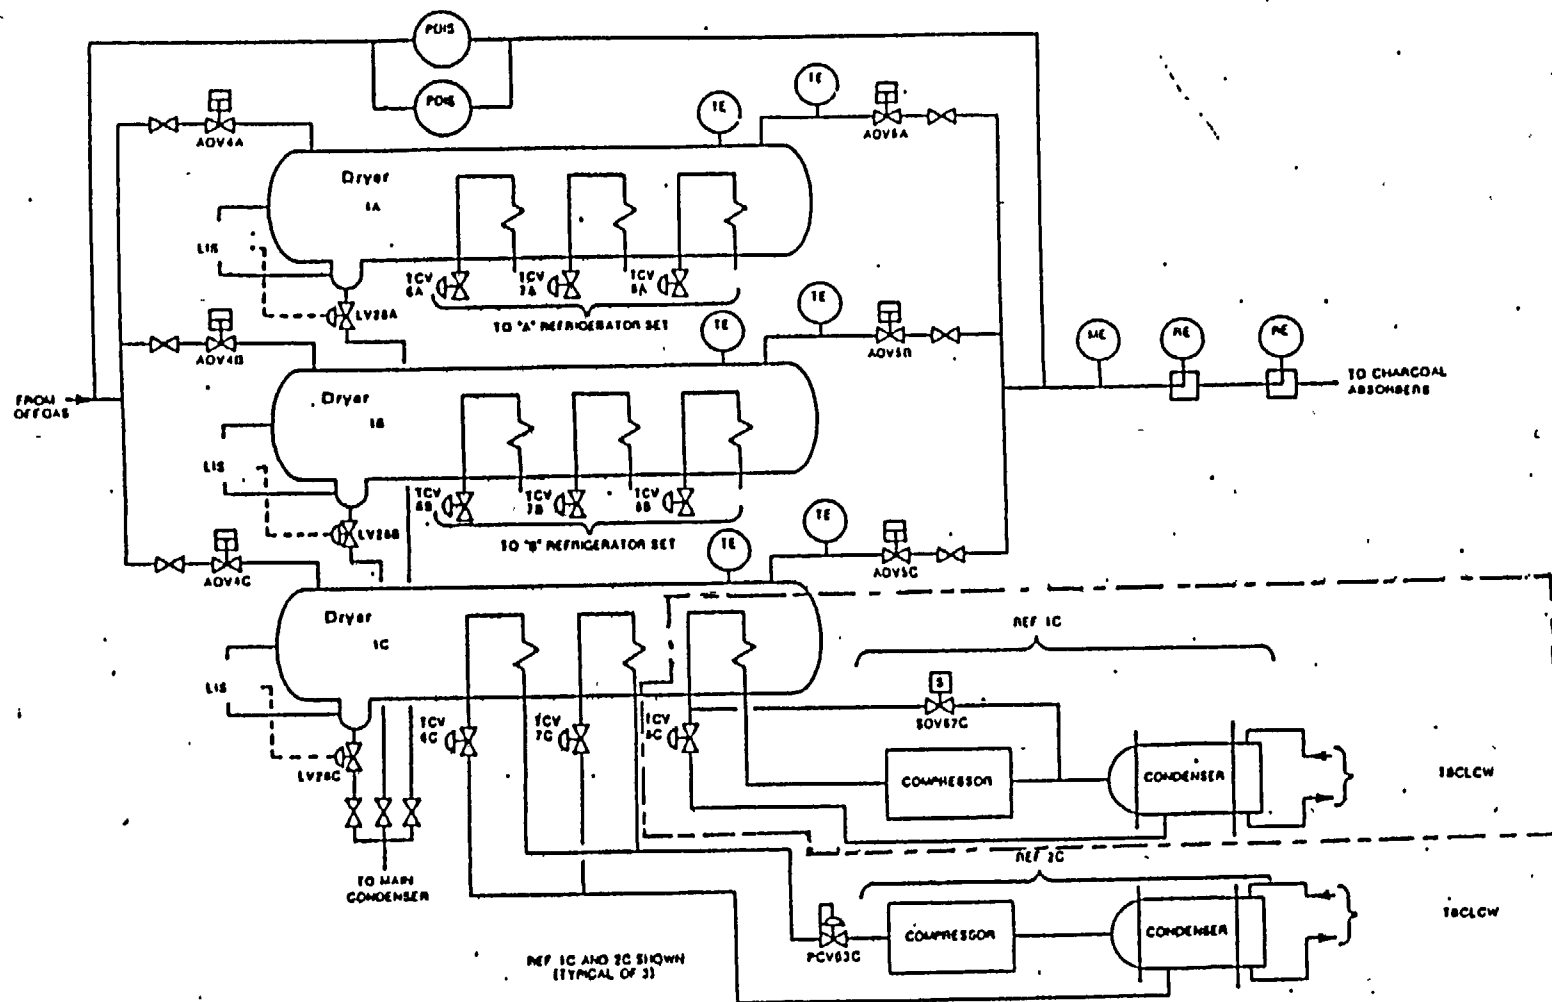 PDIS
PDIS
TE
TE
AOV4A
AOV5A
Dryer
1A
LIS
TCV
6A
TCV
7A
TCV
8A
LV28A
TO "A" REFRIGERATOR SET
TE
TE
AOV4B
AOV5B
ME
RE
RE
TO CHARCOAL
ABSORBERS
FROM
OFFGAS
Dryer
1B
LIS
TCV
6B
TCV
7B
TCV
8B
LV28B
TO "B" REFRIGERATOR SET
TE
TE
AOV4C
AOV5C
Dryer
1C
REF 1C
LIS
TCV
6C
TCV
7C
TCV
8C
LV28C
S
SOV67C
COMPRESSOR
CONDENSER
TBCLCW
REF 2C
TO MAIN
CONDENSER
PCV63C
COMPRESSOR
CONDENSER
TBCLCW
REF 1C AND 2C SHOWN
(TYPICAL OF 3)